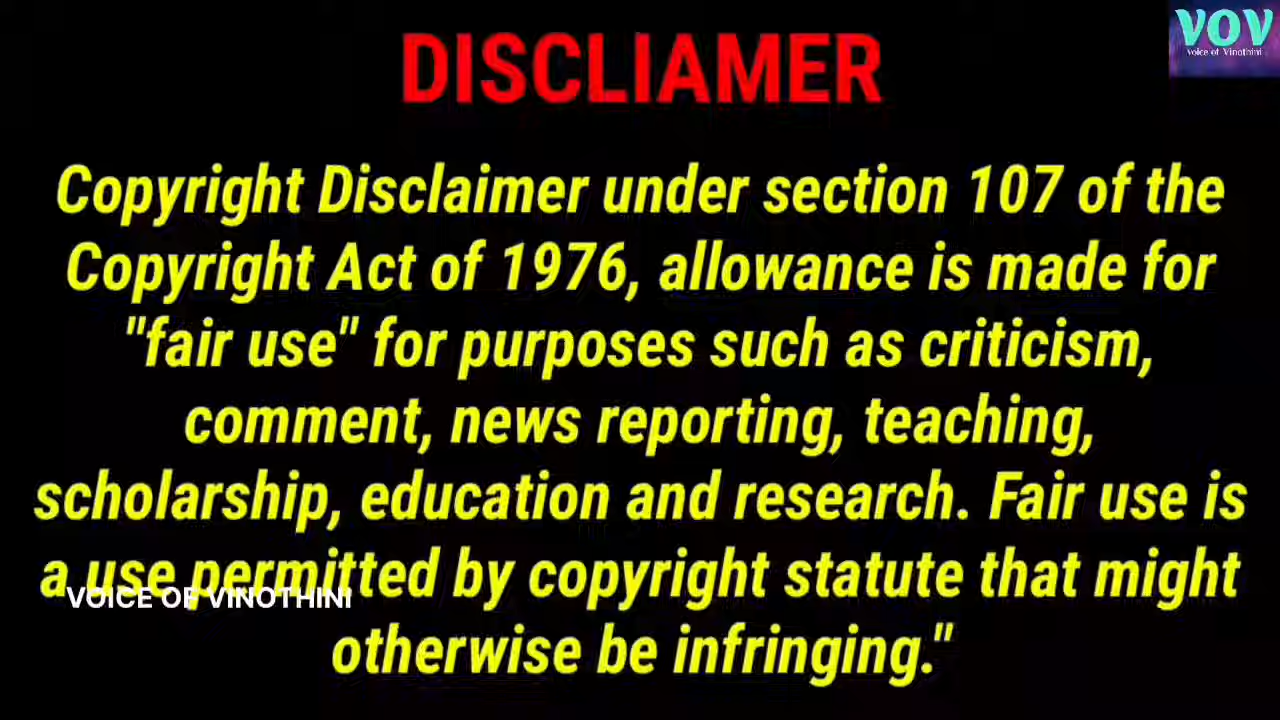 VOV
Voice of Vinothini
DISCLIAMER
Copyright Disclaimer under section 107 of the
Copyright Act of 1976, allowance is made for
"fair use" for purposes such as criticism,
comment, news reporting, teaching,
scholarship, education and research. Fair use is
a use permitted by copyright statute that might
VOICE OF VINOTHINI
otherwise be infringing."